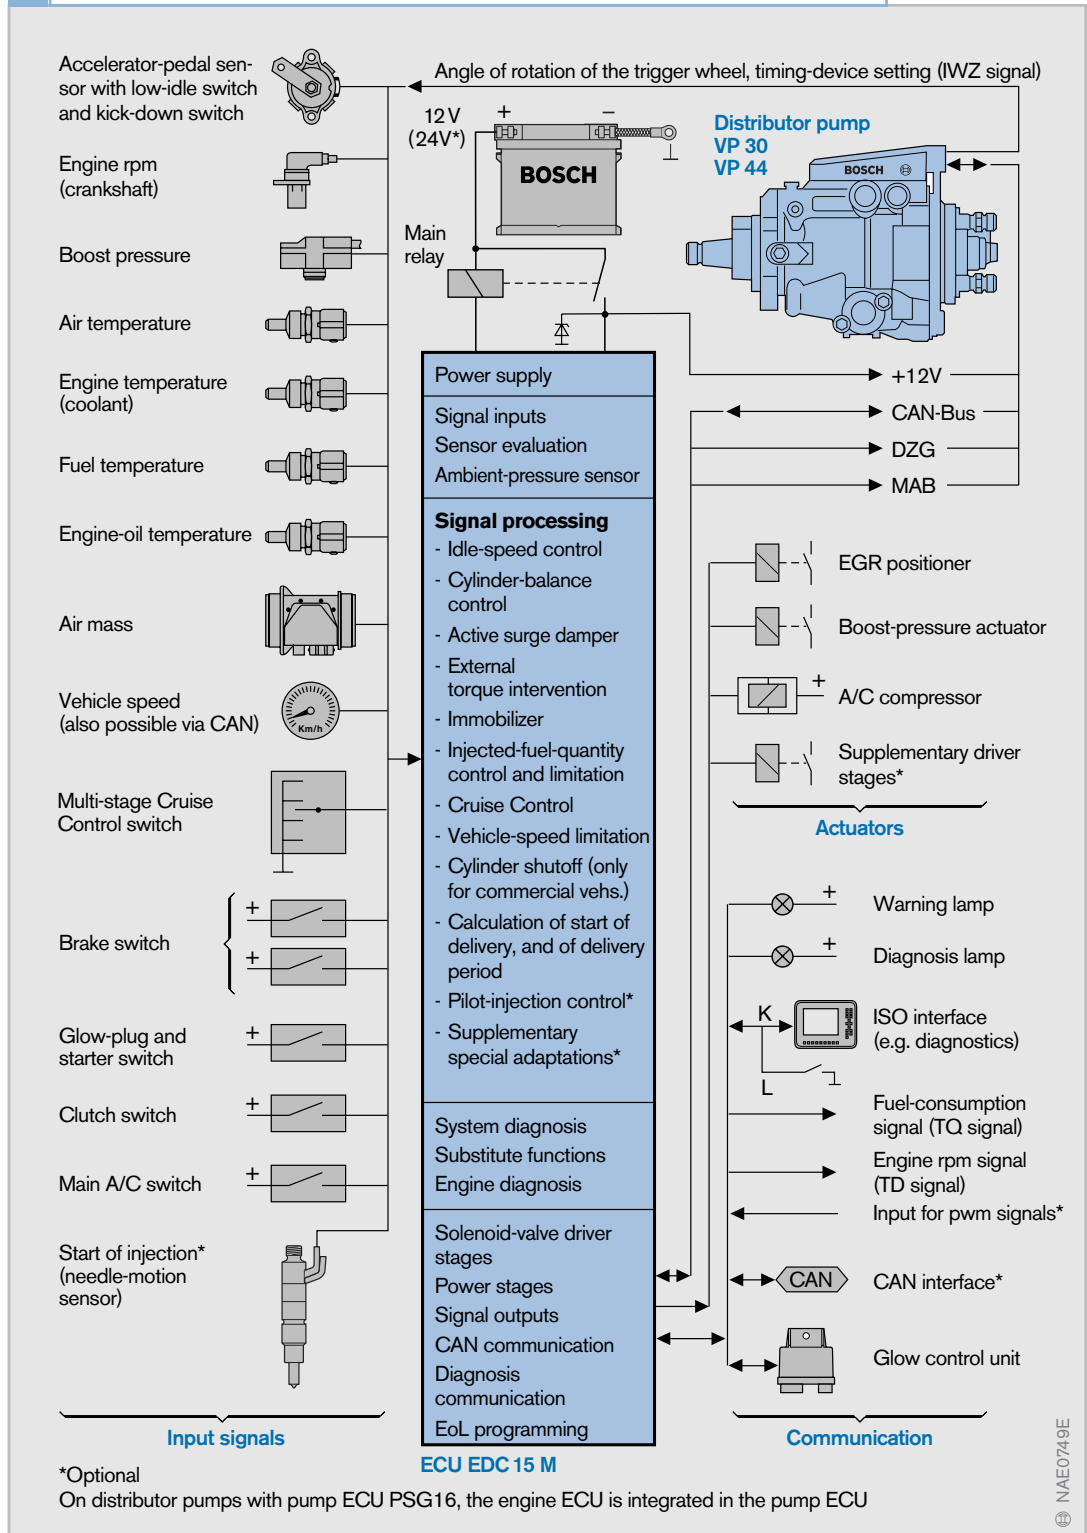 Accelerator-pedal sen-
sor with low-idle switch
and kick-down switch
Engine rpm
(crankshaft)
Boost pressure
Air temperature
Engine temperature
(coolant)
Fuel temperature
Engine-oil temperature
Air mass
Vehicle speed
(also possible via CAN)
Km/h
Multi-stage Cruise
Control switch
Brake switch
+
+
Glow-plug and
starter switch
+
Clutch switch
+
Main A/C switch
+
Start of injection*
(needle-motion
sensor)
Input signals
Angle of rotation of the trigger wheel, timing-device setting (IWZ signal)
12 V
(24V*)
+
–
BOSCH
Main
relay
Distributor pump
VP 30
VP 44
BOSCH
Power supply
Signal inputs
Sensor evaluation
Ambient-pressure sensor
Signal processing
- Idle-speed control
- Cylinder-balance
control
- Active surge damper
- External
torque intervention
- Immobilizer
- Injected-fuel-quantity
control and limitation
- Cruise Control
- Vehicle-speed limitation
- Cylinder shutoff (only
for commercial vehs.)
- Calculation of start of
delivery, and of delivery
period
- Pilot-injection control*
- Supplementary
special adaptations*
System diagnosis
Substitute functions
Engine diagnosis
Solenoid-valve driver
stages
Power stages
Signal outputs
CAN communication
Diagnosis
communication
EoL programming
ECU EDC 15 M
+12V
CAN-Bus
DZG
MAB
EGR positioner
Boost-pressure actuator
+
A/C compressor
Supplementary driver
stages*
Actuators
+
Warning lamp
+
Diagnosis lamp
K
L
ISO interface
(e.g. diagnostics)
Fuel-consumption
signal (TQ signal)
Engine rpm signal
(TD signal)
Input for pwm signals*
CAN
CAN interface*
Glow control unit
Communication
*Optional
On distributor pumps with pump ECU PSG16, the engine ECU is integrated in the pump ECU
NAE0749E